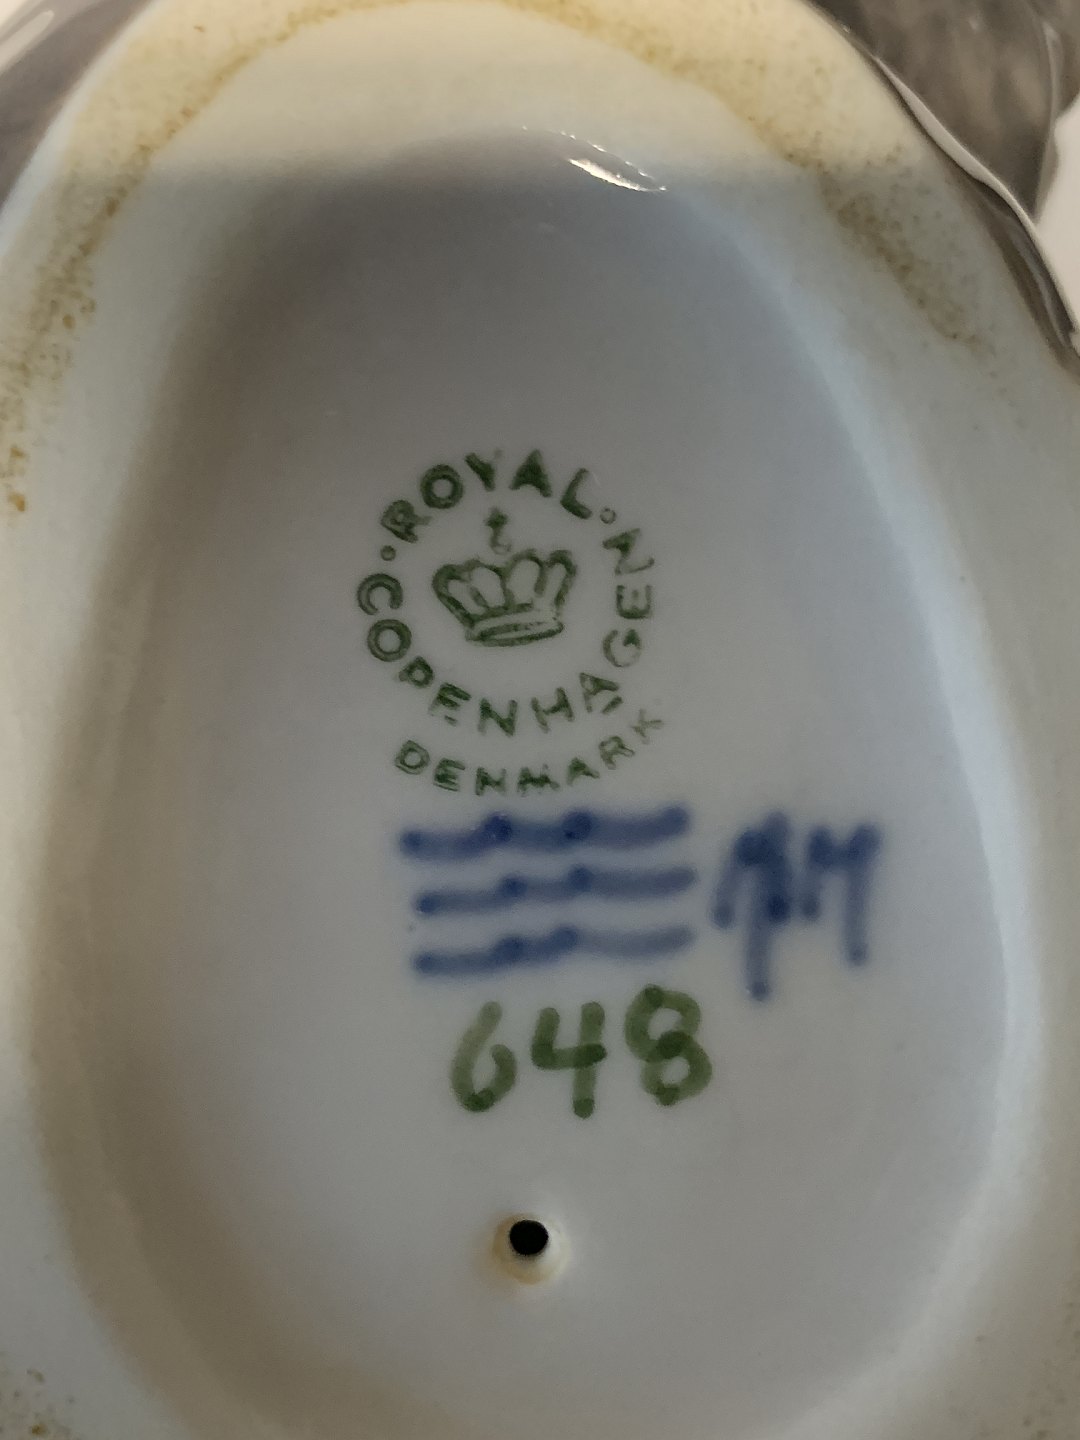 ROYAL · COPENHAGEN ·
DENMARK
648